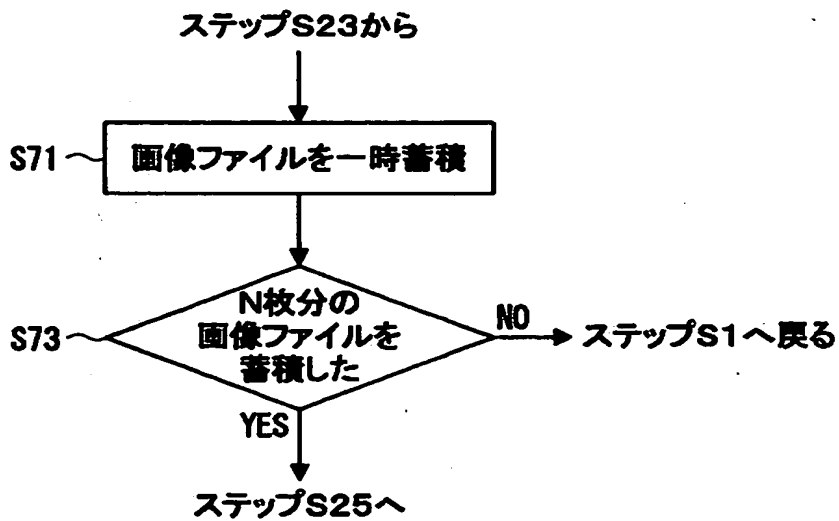 ステップS23から
S71
画像ファイルを一時蓄積
N枚分の
画像ファイルを
蓄積した
S73
NO
ステップS1へ戻る
YES
ステップS25へ